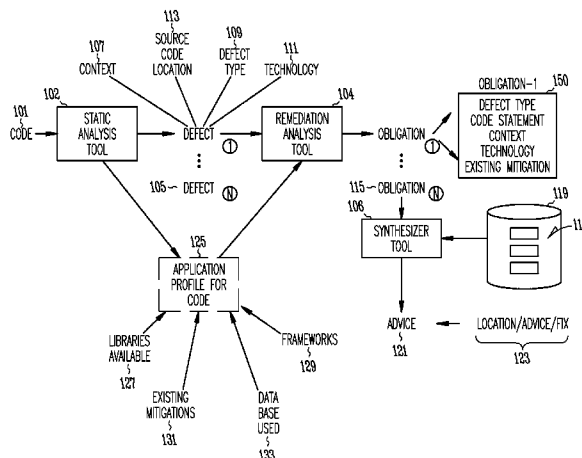 113
SOURCE
CODE
LOCATION
107
CONTEXT
109
DEFECT
TYPE
111
TECHNOLOGY
101
CODE
102
STATIC
ANALYSIS
TOOL
DEFECT
1
105
DEFECT
N
104
REMEDIATION
ANALYSIS
TOOL
OBLIGATION
1
115
OBLIGATION
N
OBLIGATION-1
150
DEFECT TYPE
CODE STATEMENT
CONTEXT
TECHNOLOGY
EXISTING MITIGATION
106
SYNTHESIZER
TOOL
119
125
APPLICATION
PROFILE FOR
CODE
ADVICE
121
LOCATION/ADVICE/FIX
123
LIBRARIES
AVAILABLE
127
EXISTING
MITIGATIONS
131
DATA
BASE
USED
133
FRAMEWORKS
129